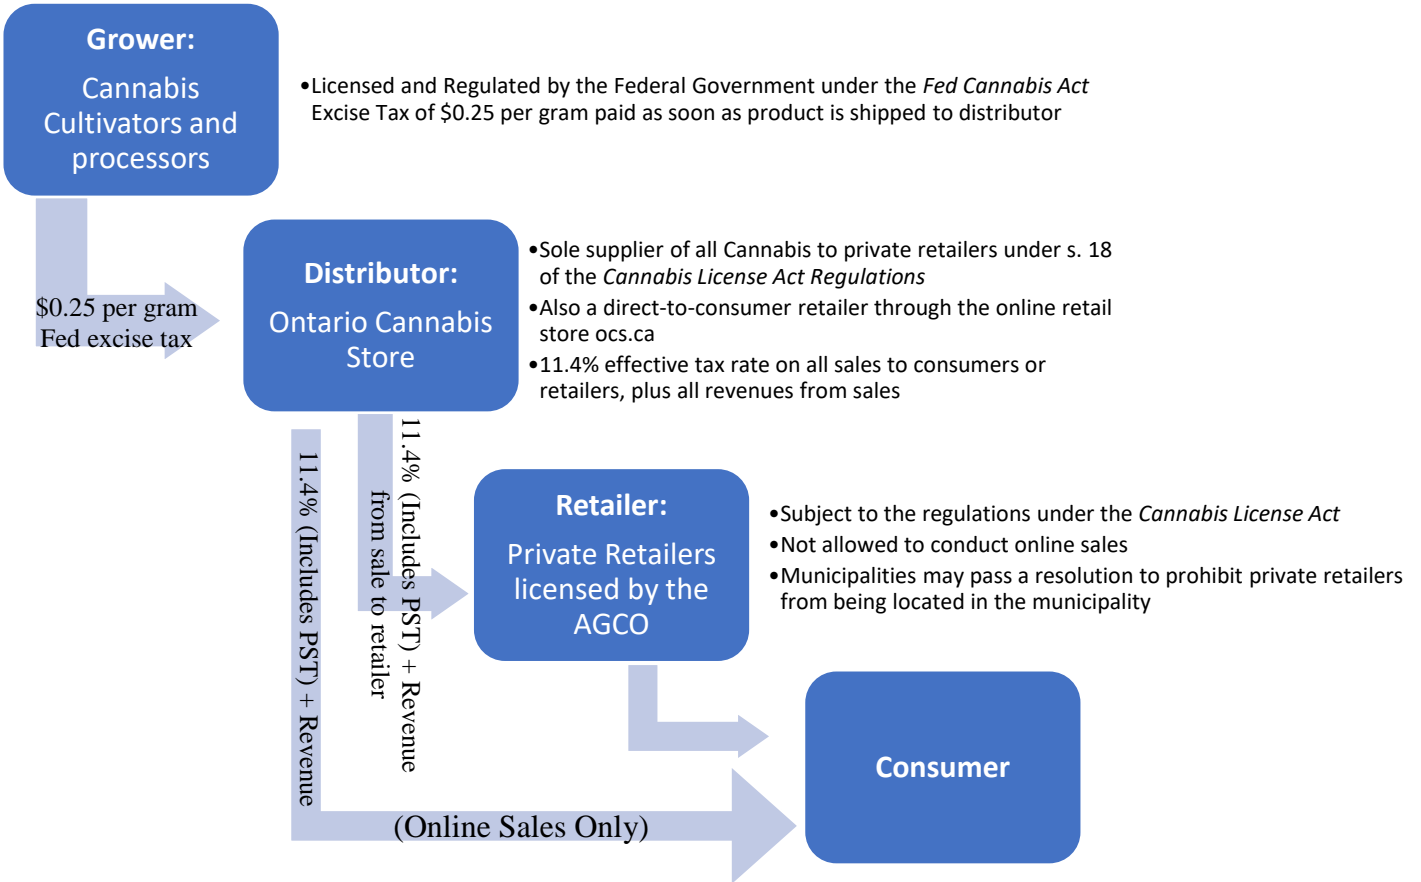 Grower:
Cannabis
Cultivators and
processors
•Licensed and Regulated by the Federal Government under the Fed Cannabis Act
Excise Tax of $0.25 per gram paid as soon as product is shipped to distributor
$0.25 per gram
Fed excise tax
Distributor:
Ontario Cannabis
Store
•Sole supplier of all Cannabis to private retailers under s. 18
of the Cannabis License Act Regulations
•Also a direct-to-consumer retailer through the online retail
store ocs.ca
•11.4% effective tax rate on all sales to consumers or
retailers, plus all revenues from sales
11.4% (Includes PST) + Revenue
from sale to retailer
11.4% (Includes PST) + Revenue
Retailer:
Private Retailers
licensed by the
AGCO
•Subject to the regulations under the Cannabis License Act
•Not allowed to conduct online sales
•Municipalities may pass a resolution to prohibit private retailers
from being located in the municipality
Consumer
(Online Sales Only)